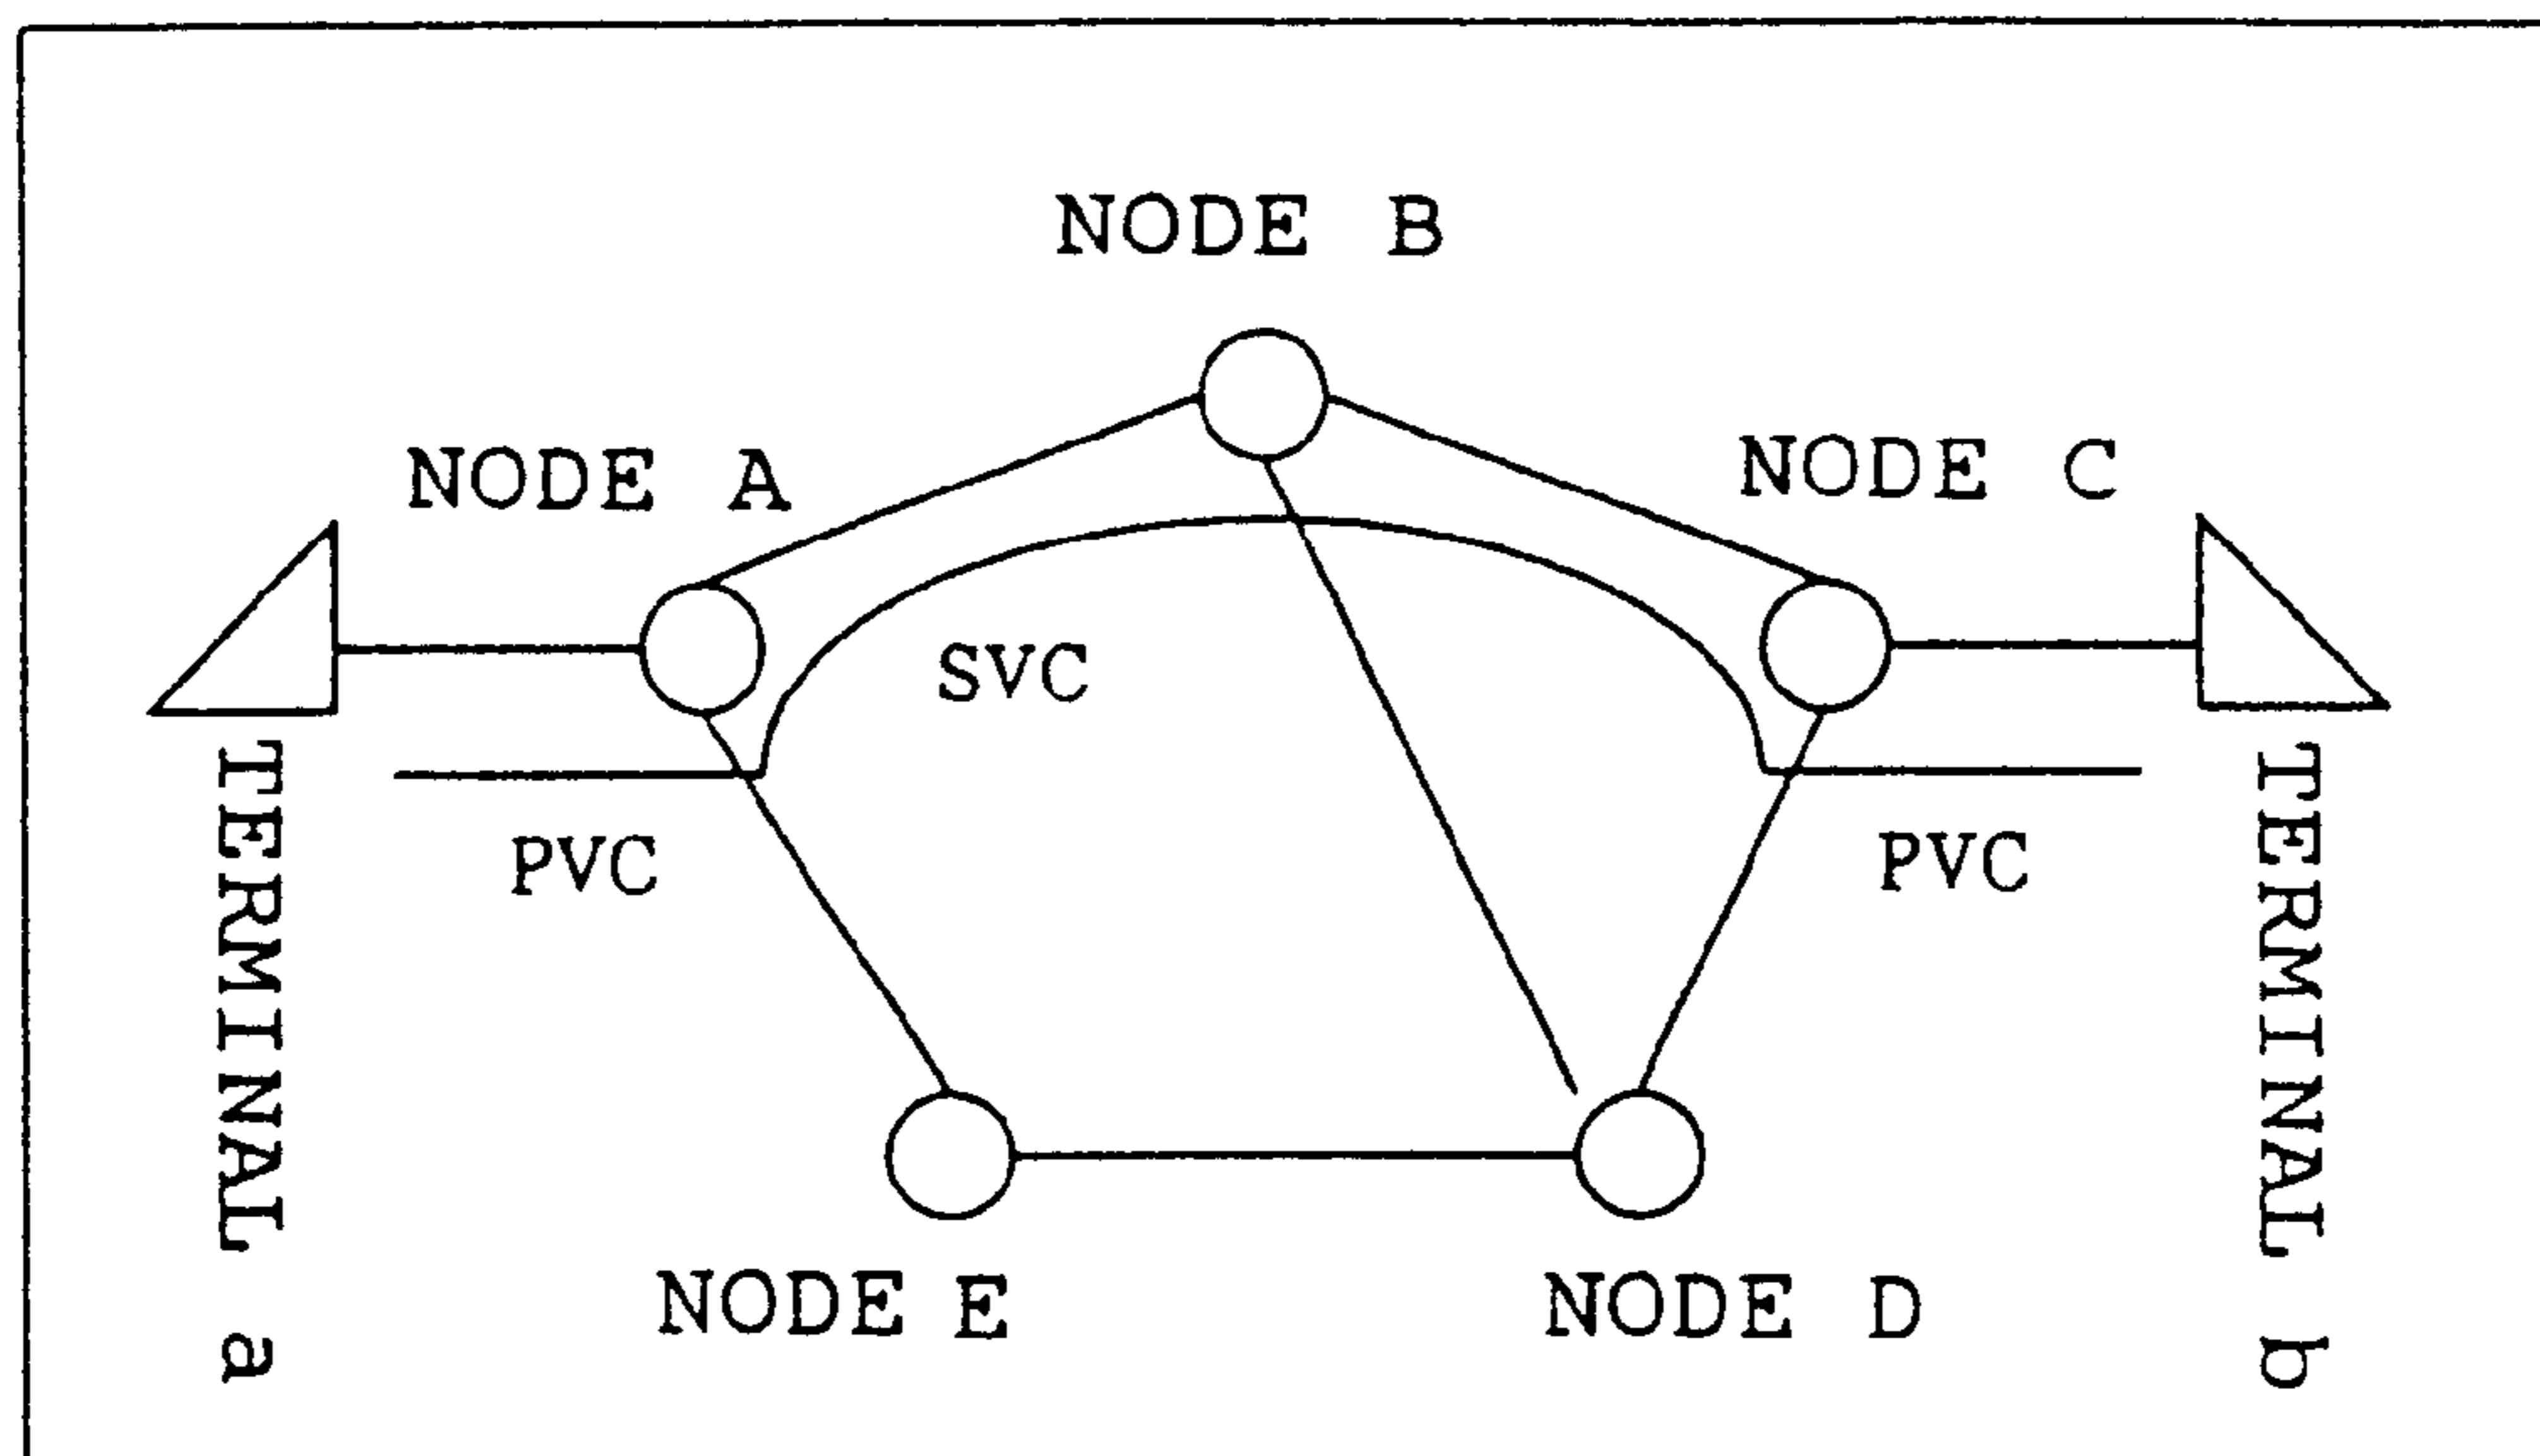 NODE B
NODE A
NODE C
SVC
PVC
PVC
TERMINAL a
TERMINAL b
NODE E
NODE D